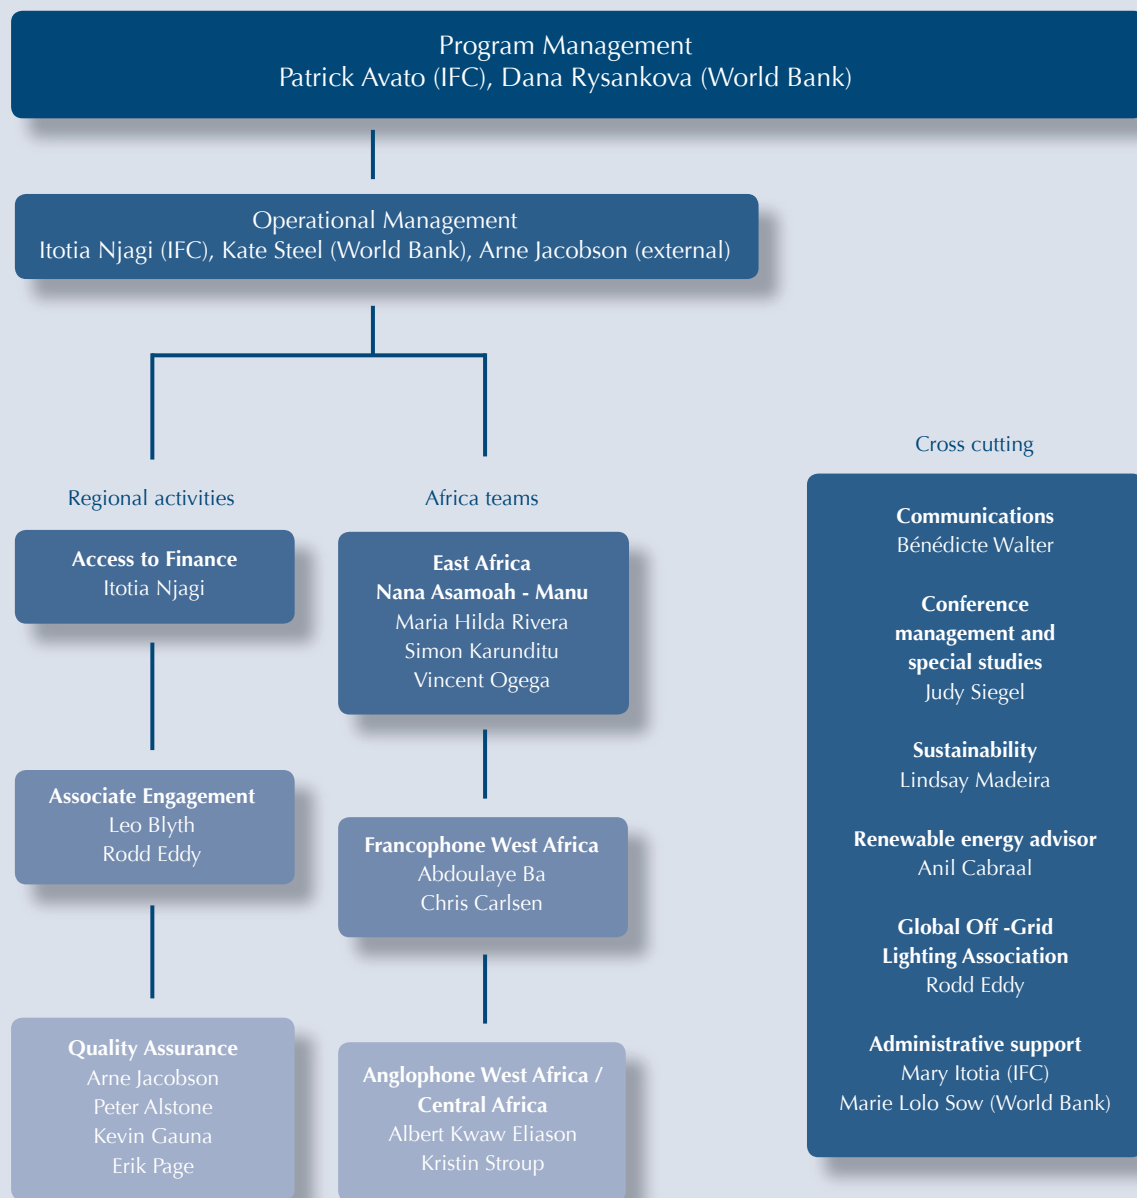 Program Management
Patrick Avato (IFC), Dana Rysankova (World Bank)
Operational Management
Itotia Njagi (IFC), Kate Steel (World Bank), Arne Jacobson (external)
Regional activities
Access to Finance
Itotia Njagi
Associate Engagement
Leo Blyth
Rodd Eddy
Quality Assurance
Arne Jacobson
Peter Alstone
Kevin Gauna
Erik Page
Africa teams
East Africa
Nana Asamoah - Manu
Maria Hilda Rivera
Simon Karunditu
Vincent Ogega
Francophone West Africa
Abdoulaye Ba
Chris Carlsen
Anglophone West Africa /
Central Africa
Albert Kwaw Eliason
Kristin Stroup
Cross cutting
Communications
Bénédicte Walter
Conference
management and
special studies
Judy Siegel
Sustainability
Lindsay Madeira
Renewable energy advisor
Anil Cabraal
Global Off -Grid
Lighting Association
Rodd Eddy
Administrative support
Mary Itotia (IFC)
Marie Lolo Sow (World Bank)